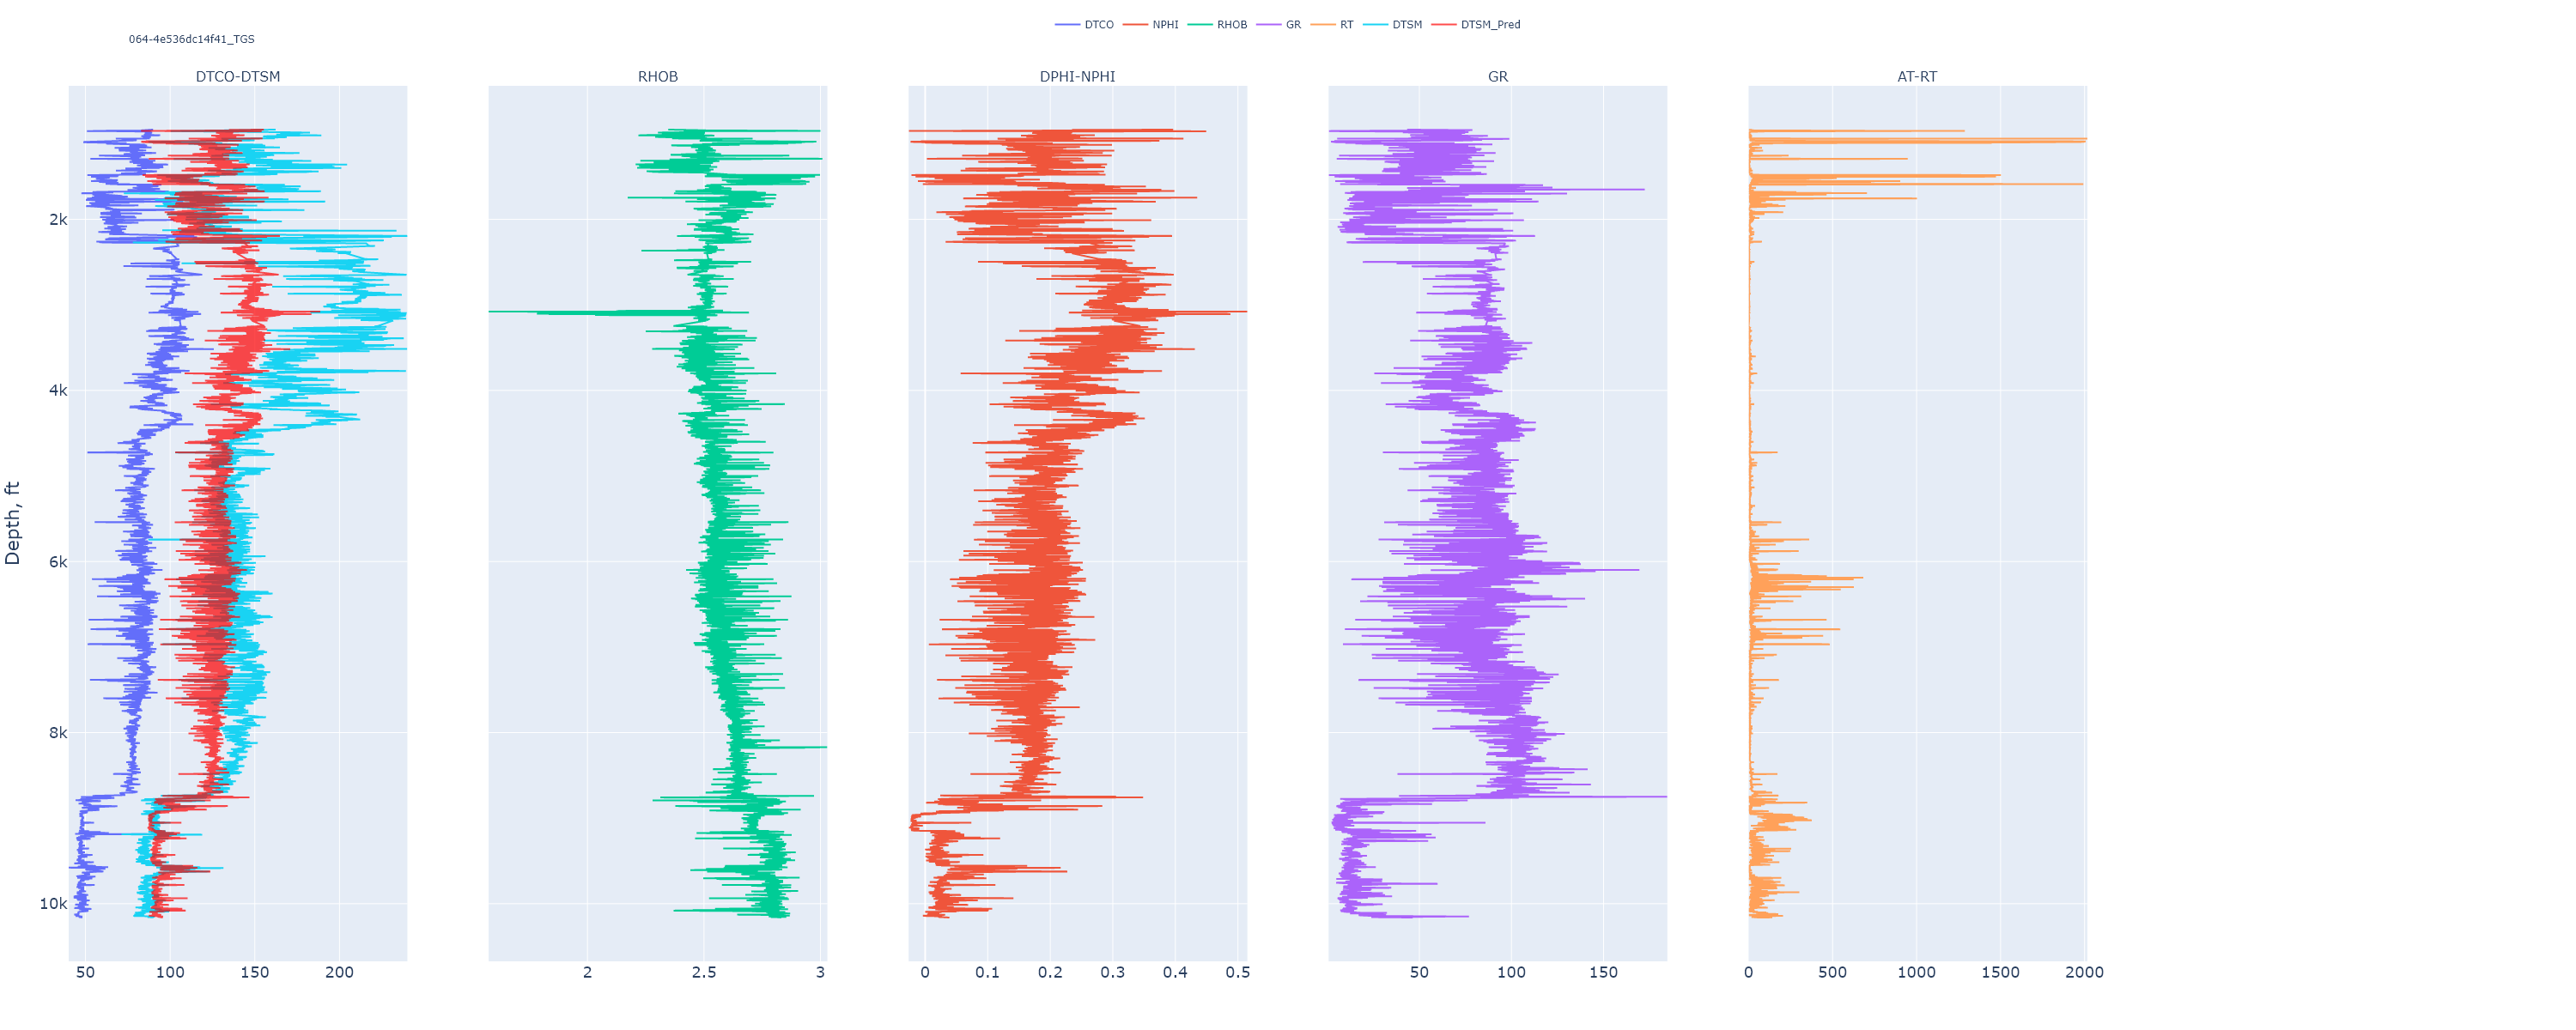 DTCO NPHI RHOB GR RT DTSM DTSM_Pred
064-4e536dc14f41_TGS
DTCO-DTSM RHOB DPHI-NPHI GR AT-RT
Depth, ft
2k
4k
6k
8k
10k
50 100 150 200 2 2.5 3 0 0.1 0.2 0.3 0.4 0.5 50 100 150 0 500 1000 1500 2000